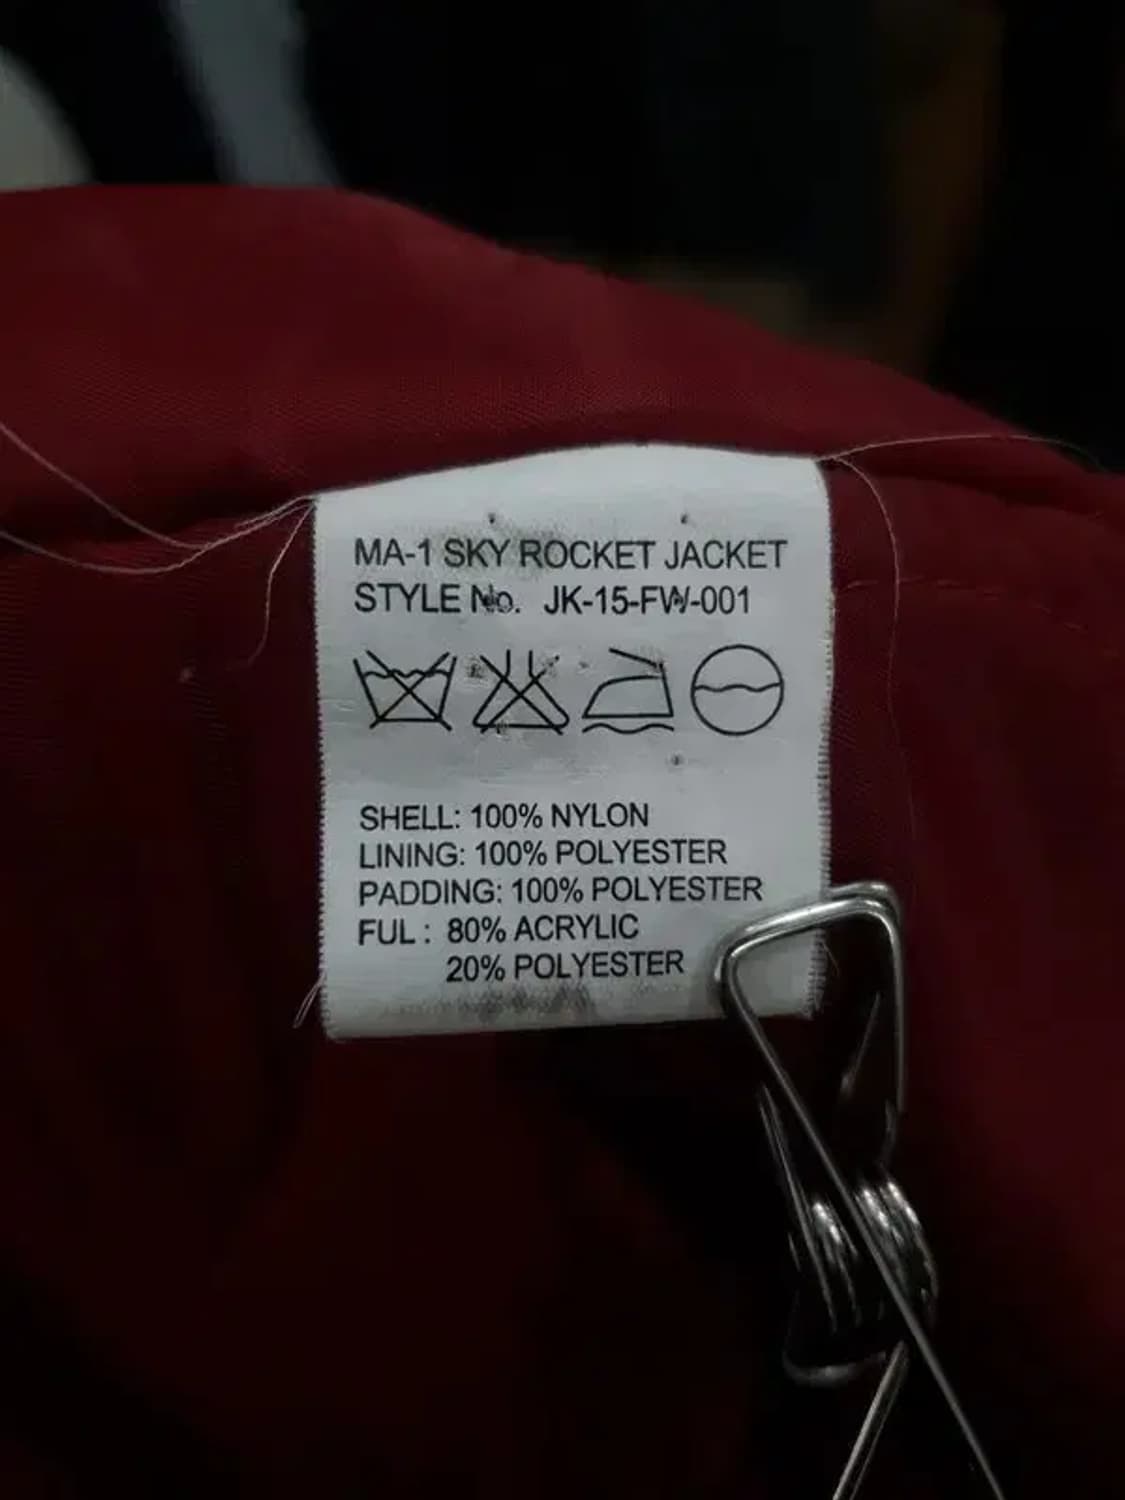 MA-1 SKY ROCKET JACKET
STYLE No. JK-15-FW-001
SHELL: 100% NYLON
LINING: 100% POLYESTER
PADDING: 100% POLYESTER
FUL : 80% ACRYLIC
20% POLYESTER